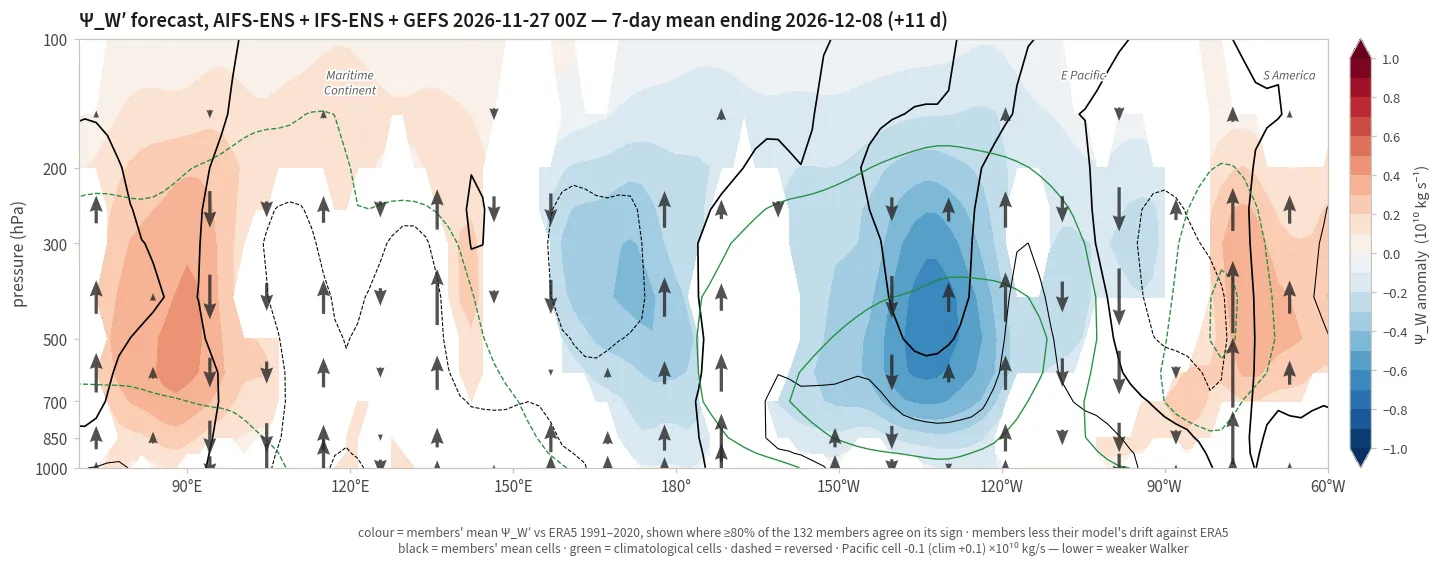 Ψ_W′ forecast, AIFS-ENS + IFS-ENS + GEFS 2026-11-27 00Z — 7-day mean ending 2026-12-08 (+11 d)
pressure (hPa)
100
200
300
400
500
700
850
1000
Maritime
Continent
E Pacific
S America
90°E
120°E
150°E
180°
150°W
120°W
90°W
60°W
1.0
0.8
0.6
0.4
0.2
0.0
−0.2
−0.4
−0.6
−0.8
−1.0
Ψ_W anomaly (10¹⁰ kg s⁻¹)
colour = members' mean Ψ_W′ vs ERA5 1991–2020, shown where ≥80% of the 132 members agree on its sign · members less their model's drift against ERA5
black = members' mean cells · green = climatological cells · dashed = reversed · Pacific cell -0.1 (clim +0.1) ×10¹⁰ kg/s — lower = weaker Walker